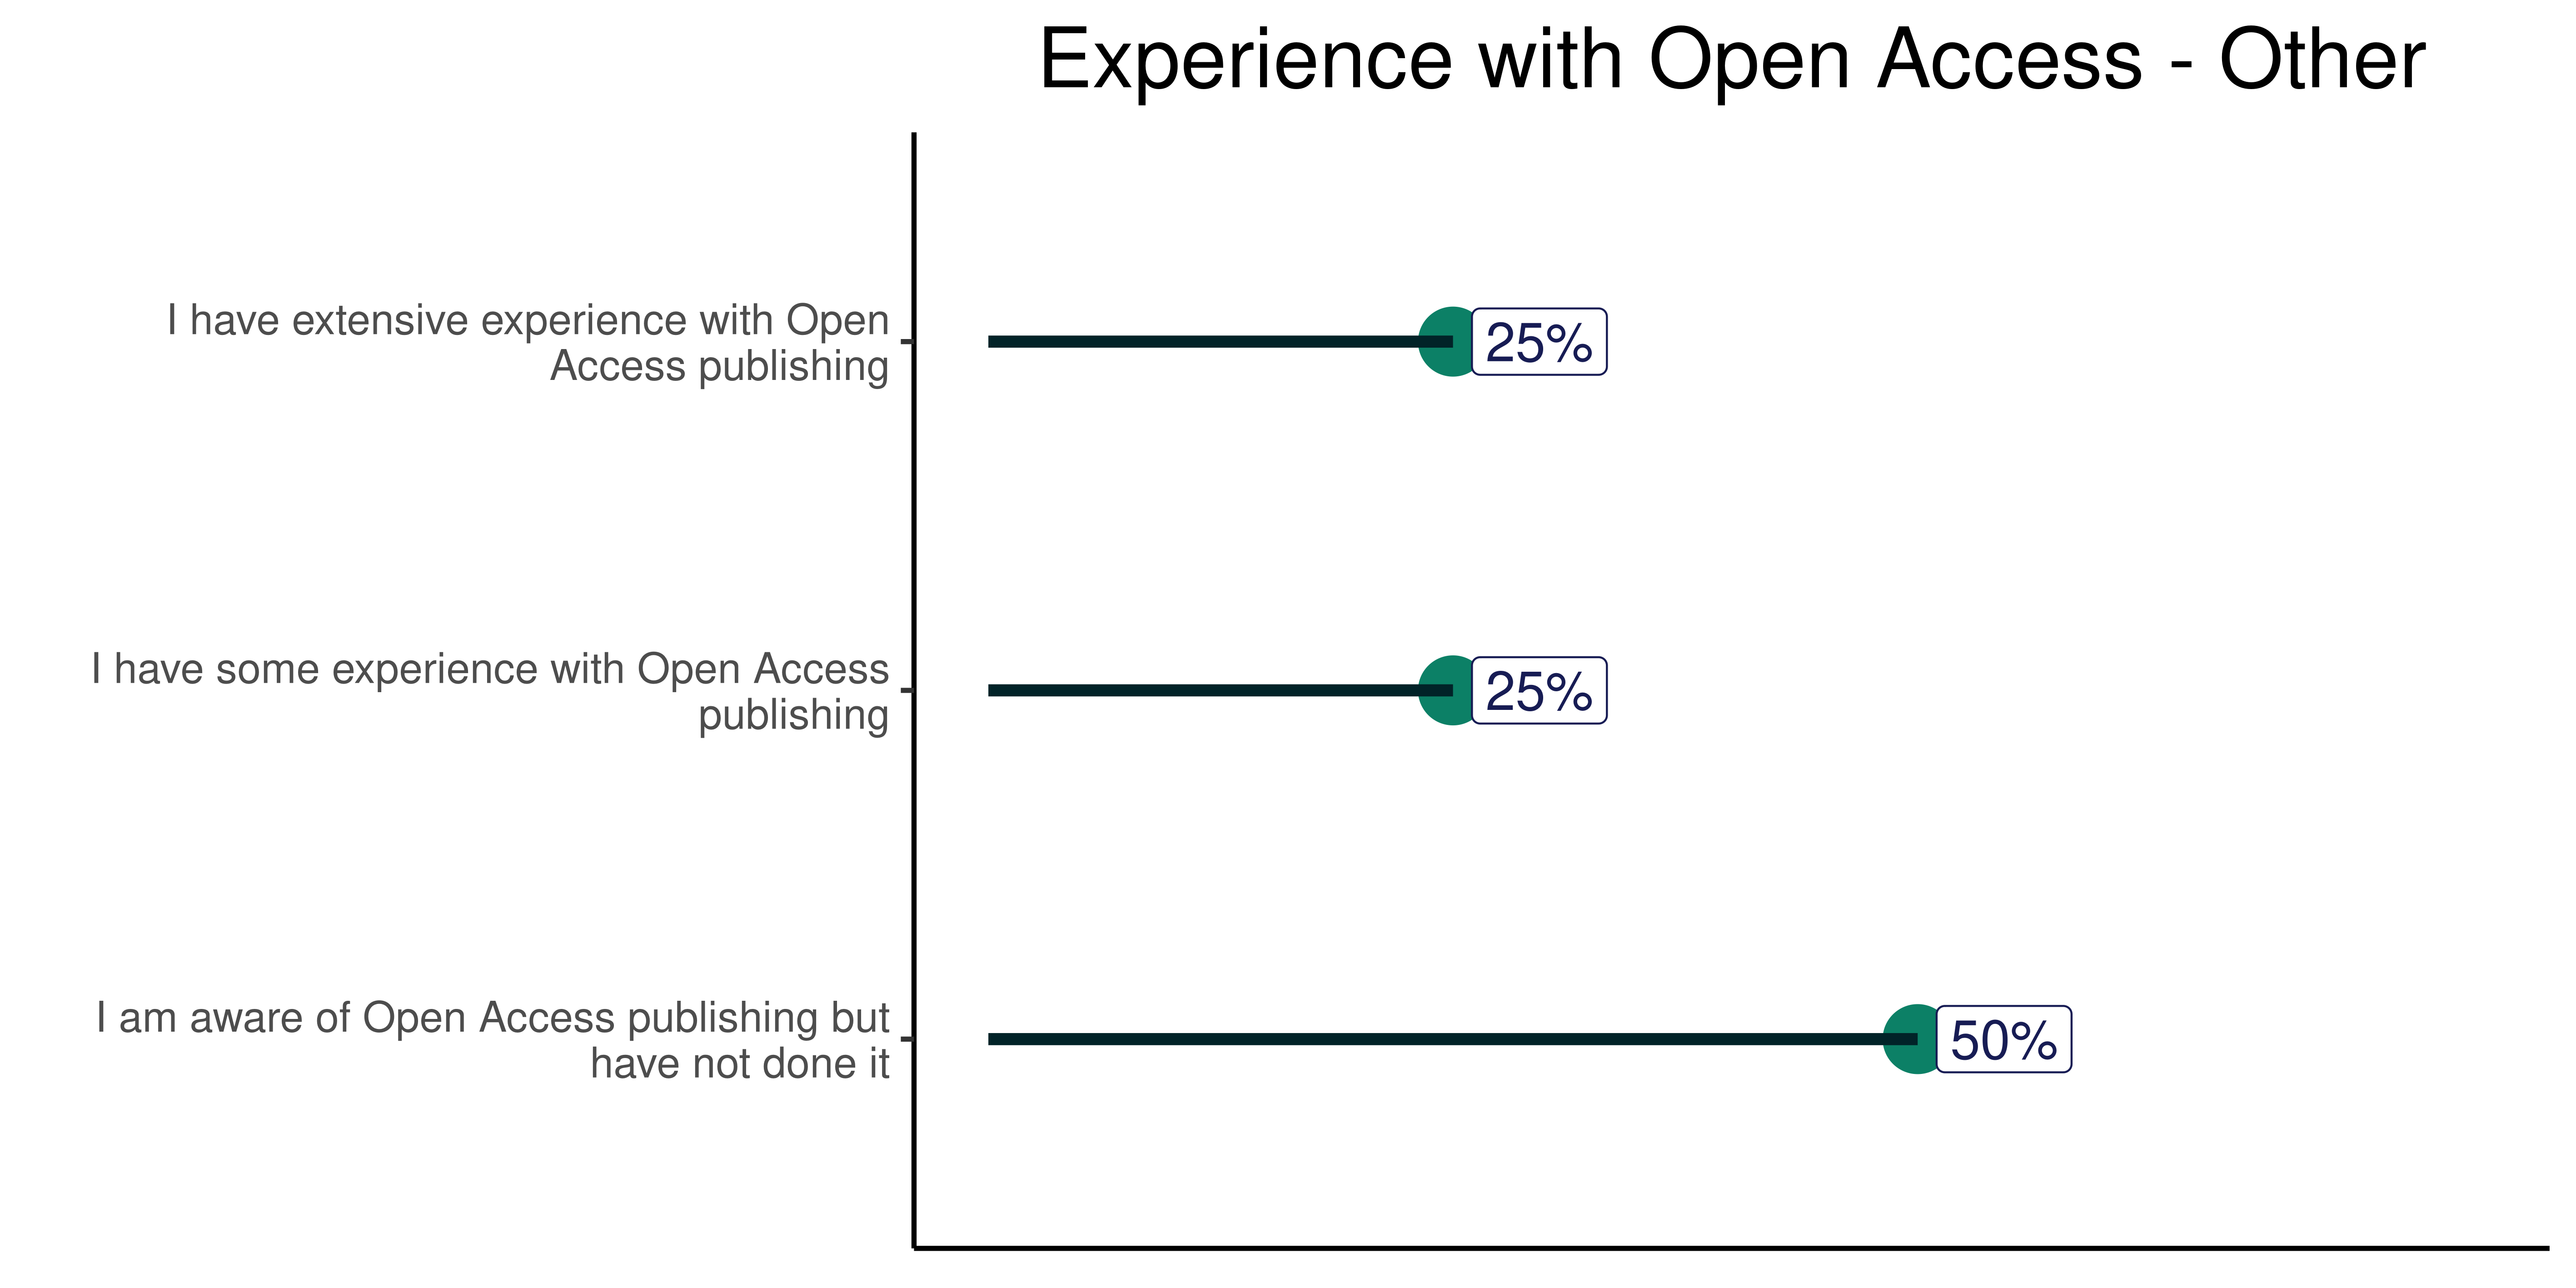 Experience with Open Access - Other
I have extensive experience with Open
Access publishing
25%
I have some experience with Open Access
publishing
25%
I am aware of Open Access publishing but
have not done it
50%